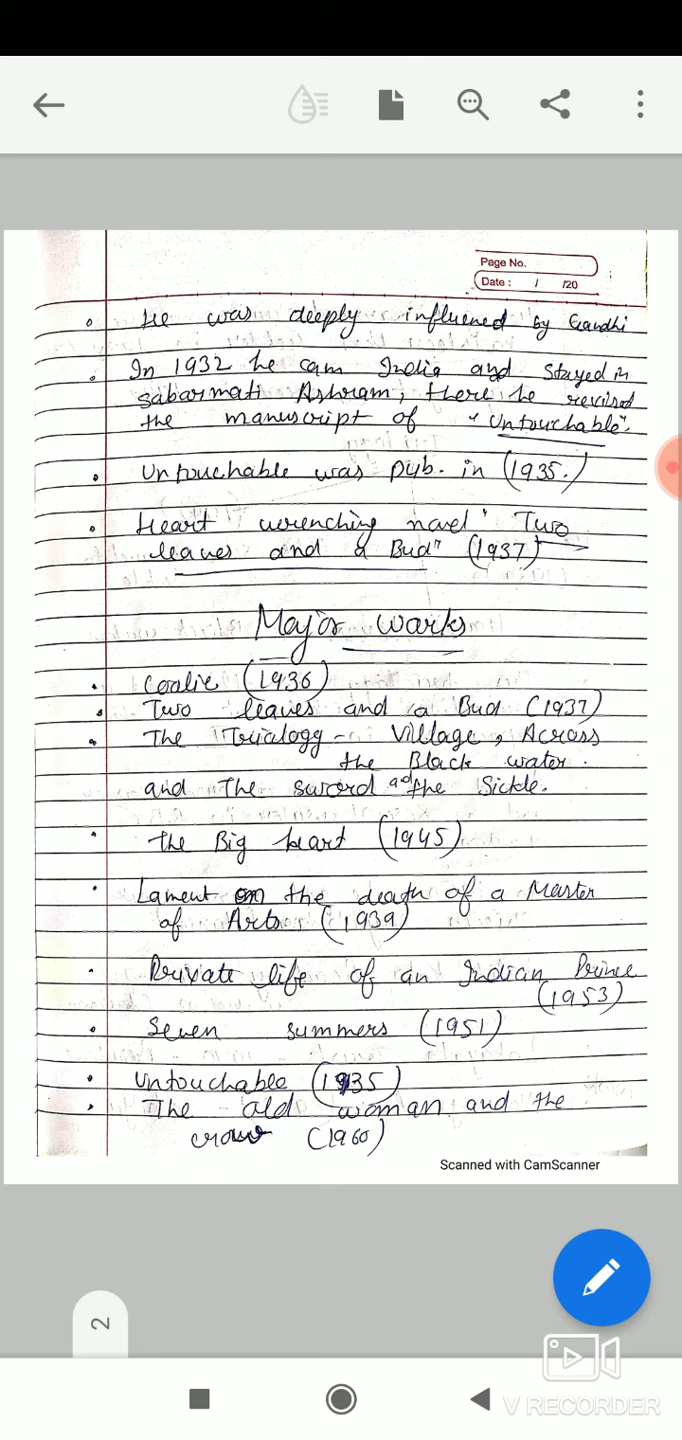 Page No.
Date : / /20
He was deeply influened by Gandhi
In 1932 he cam India and stayed in
sabarmati Ashram, there he revised
the manuscript of "Untouchable".
Untouchable was pub. in (1935.)
Heart wrenching novel "Two
leaves and a Bud" (1937)
Major works
Coolie (1936)
Two leaves and a Bud (1937)
The Trialogy - Village, Across
the Black water.
and The sword and the Sickle.
The Big heart (1945)
Lament on the death of a Master
of Arts (1939)
Private life of an Indian Prince
(1953)
Seven summers (1951)
Untouchable (1935)
The old woman and the
crow (1960)
Scanned with CamScanner
2
V RECORDER